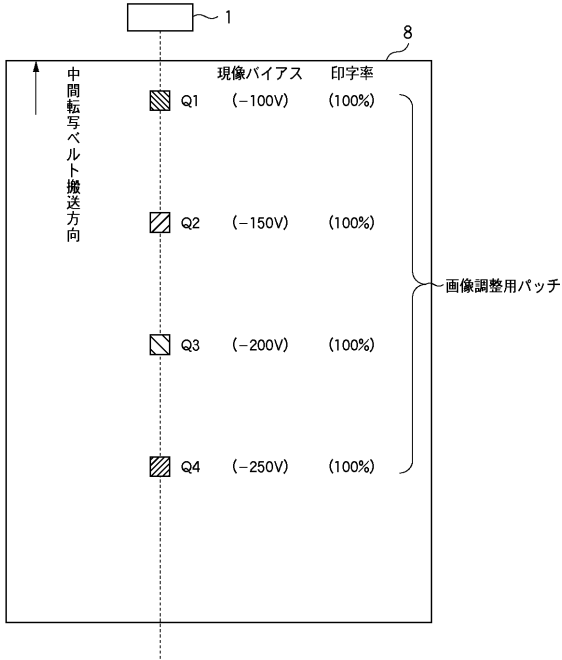 1
8
現像バイアス 印字率
中間転写ベルト搬送方向
Q1 (−100V) (100%)
Q2 (−150V) (100%)
画像調整用パッチ
Q3 (−200V) (100%)
Q4 (−250V) (100%)